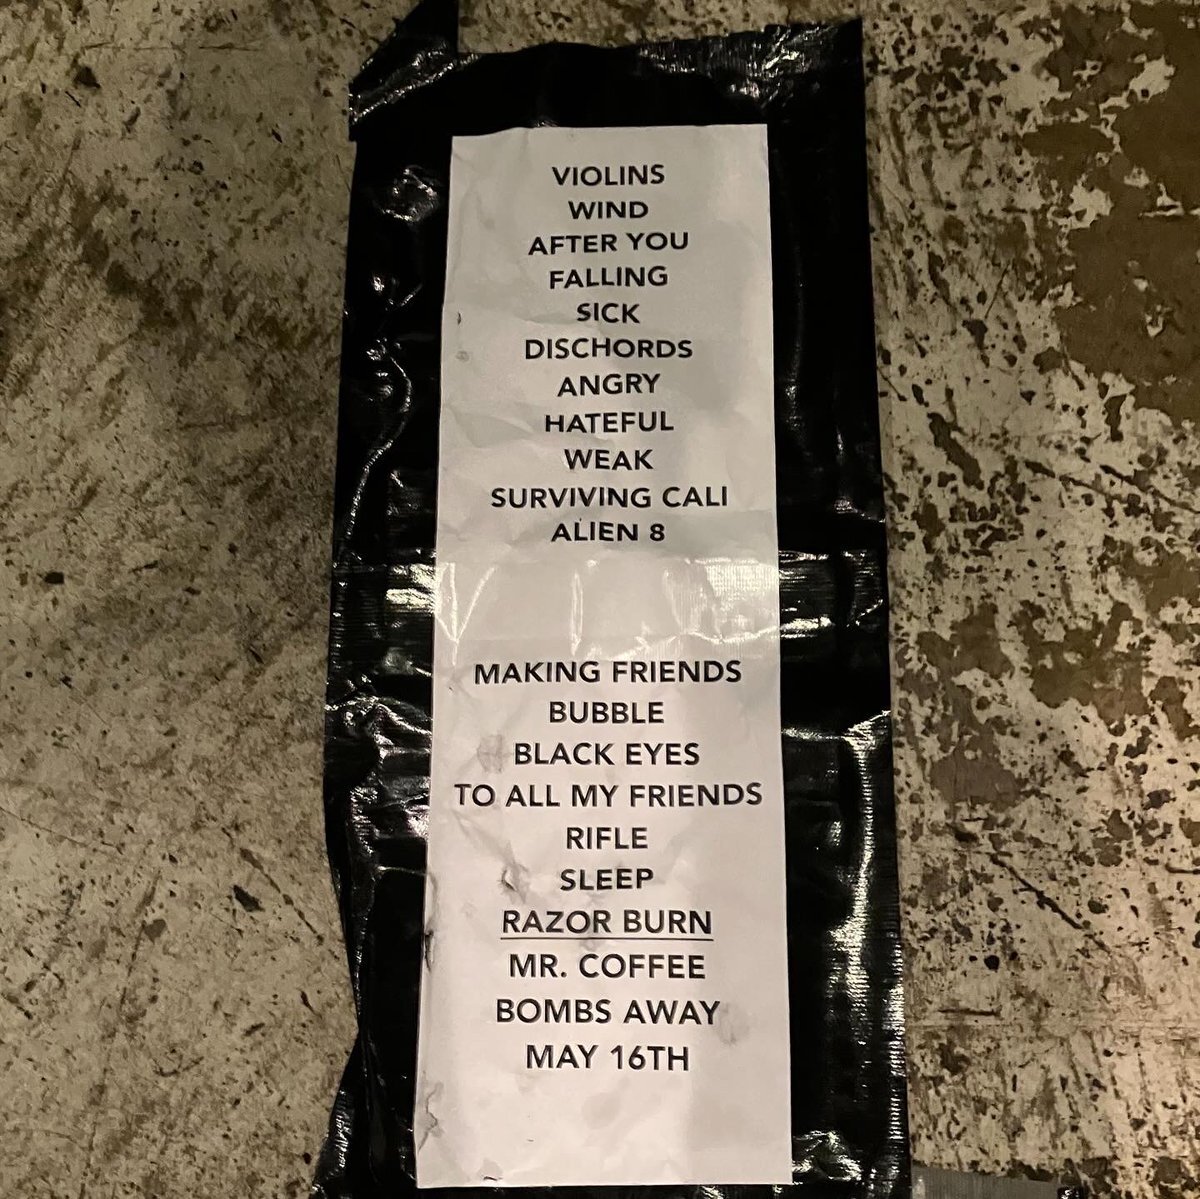 VIOLINS
WIND
AFTER YOU
FALLING
SICK
DISCHORDS
ANGRY
HATEFUL
WEAK
SURVIVING CALI
ALIEN 8
MAKING FRIENDS
BUBBLE
BLACK EYES
TO ALL MY FRIENDS
RIFLE
SLEEP
RAZOR BURN
MR. COFFEE
BOMBS AWAY
MAY 16TH